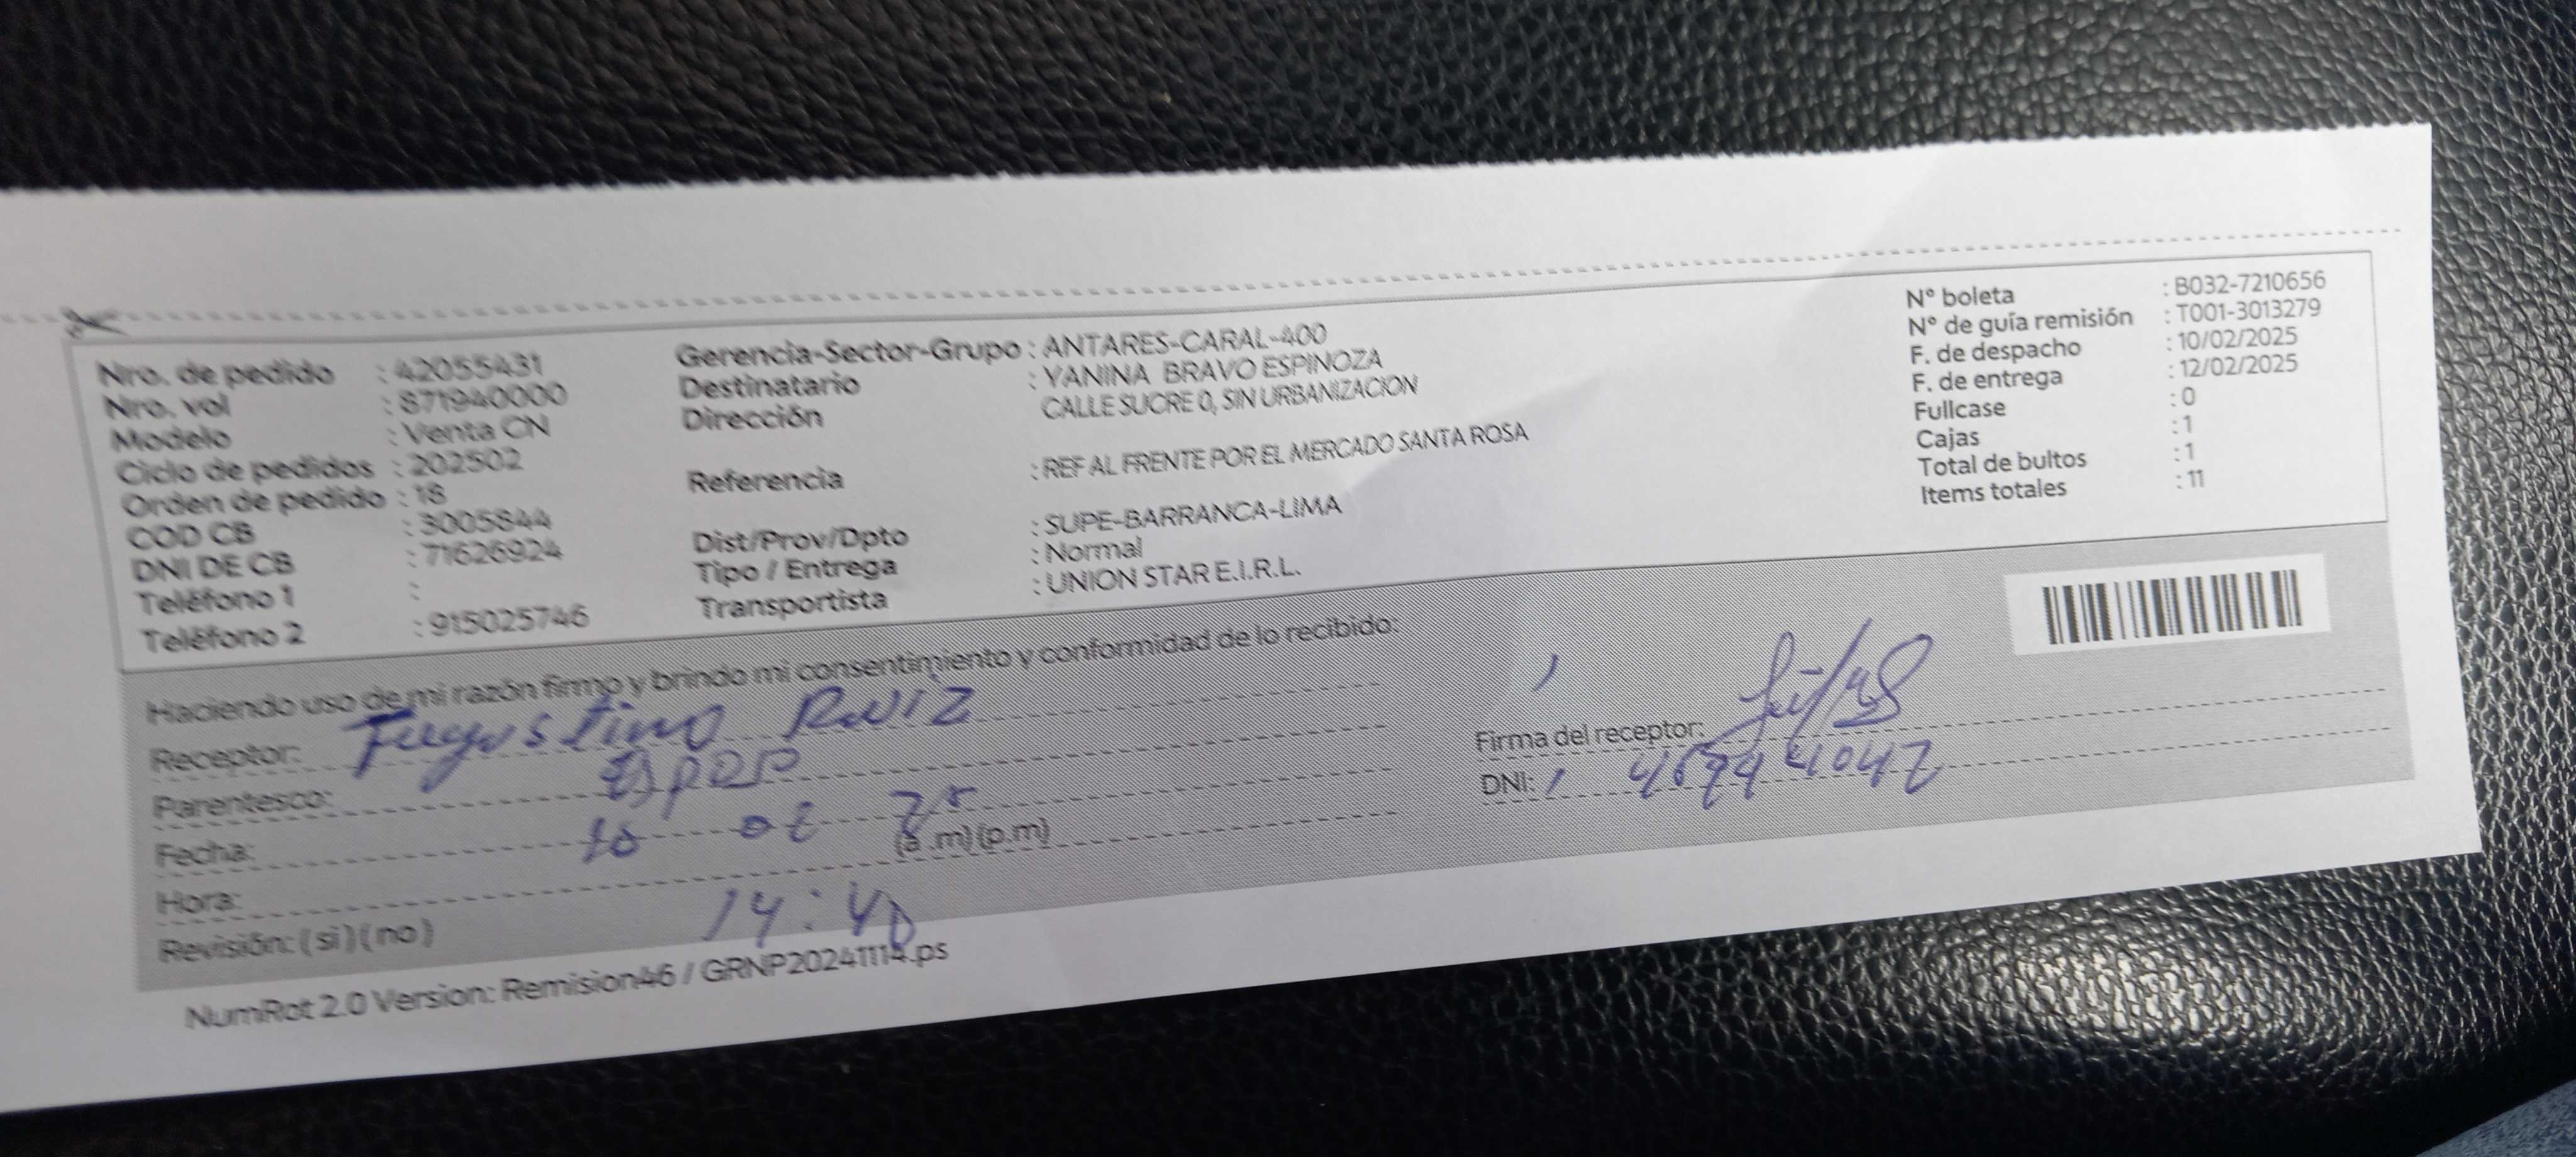 Nro. de pedido : 42055431
Nro. vol : 871940000
Modelo : Venta CN
Ciclo de pedidos : 202502
Orden de pedido : 18
COD CB : 3005844
DNI DE CB : 71626924
Teléfono 1 :
Teléfono 2 : 915025746
Gerencia-Sector-Grupo : ANTARES-CARAL-400
Destinatario : YANINA BRAVO ESPINOZA
Dirección CALLE SUCRE 0, SIN URBANIZACION
Referencia : REF AL FRENTE POR EL MERCADO SANTA ROSA
Dist/Prov/Dpto : SUPE-BARRANCA-LIMA
Tipo / Entrega : Normal
Transportista : UNION STAR E.I.R.L.
N° boleta : B032-7210656
N° de guía remisión : T001-3013279
F. de despacho : 10/02/2025
F. de entrega : 12/02/2025
Fullcase : 0
Cajas : 1
Total de bultos : 1
Items totales : 11
Haciendo uso de mi razón firmo y brindo mi consentimiento y conformidad de lo recibido:
Receptor: Ruiz
Parentesco:
Fecha:
Hora: (a .m) (p.m)
14:40
Revisión: ( si ) ( no )
Firma del receptor:
DNI:
NumRot 2.0 Version: Remision46 / GRNP20241114.ps